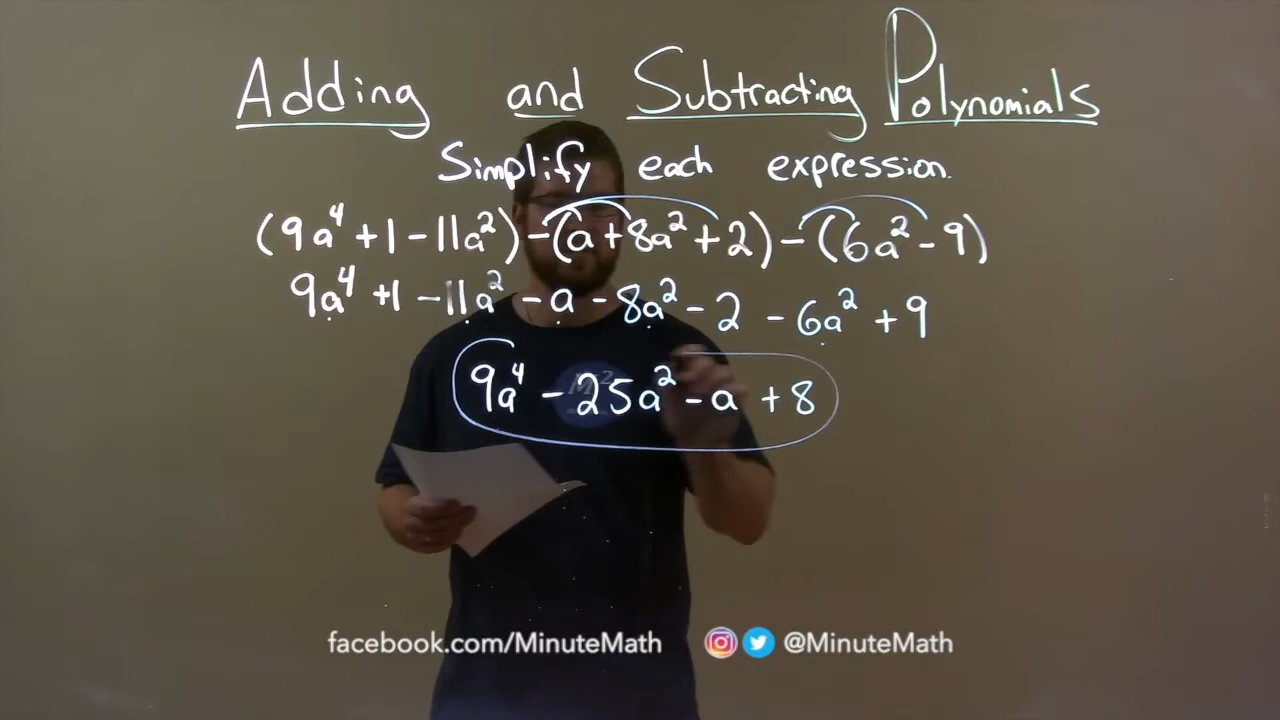 Adding and Subtracting Polynomials
Simplify each expression.
(9a⁴+1-11a²)-(a+8a²+2)-(6a²-9)
9a⁴+1-11a²-a-8a²-2-6a²+9
9a⁴-25a²-a+8
facebook.com/MinuteMath @MinuteMath